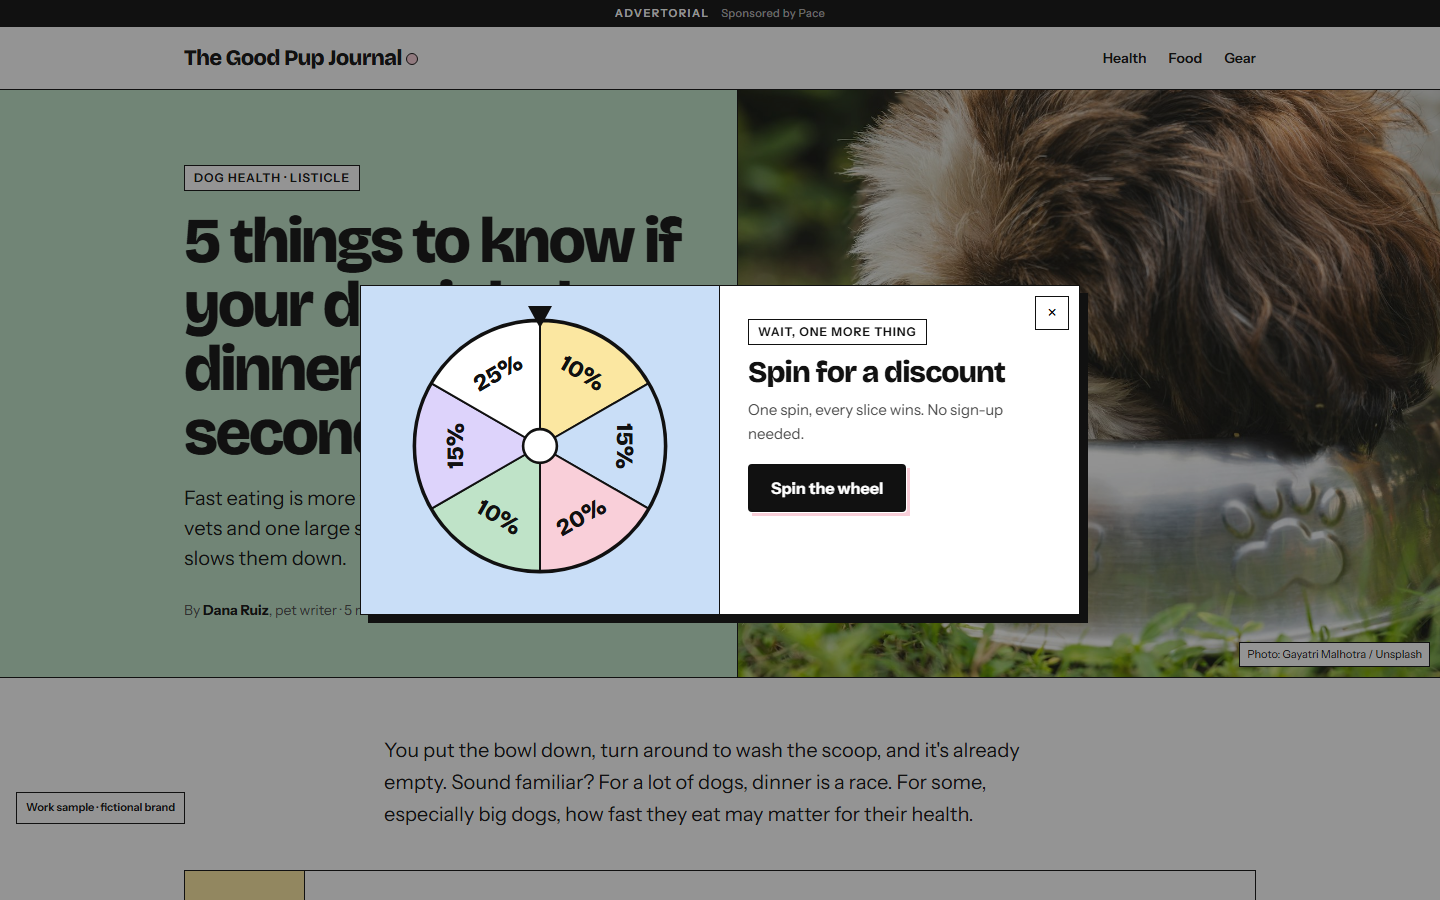 ADVERTORIAL Sponsored by Pace
The Good Pup Journal
Health Food Gear
DOG HEALTH · LISTICLE
5 things to know if
your
dinner
second
Fast eating is more
vets and one large
slows them down.
By Dana Ruiz, pet writer · 5
25%
10%
15%
15%
10%
20%
×
WAIT, ONE MORE THING
Spin for a discount
One spin, every slice wins. No sign-up
needed.
Spin the wheel
Photo: Gayatri Malhotra / Unsplash
You put the bowl down, turn around to wash the scoop, and it's already
empty. Sound familiar? For a lot of dogs, dinner is a race. For some,
especially big dogs, how fast they eat may matter for their health.
Work sample · fictional brand